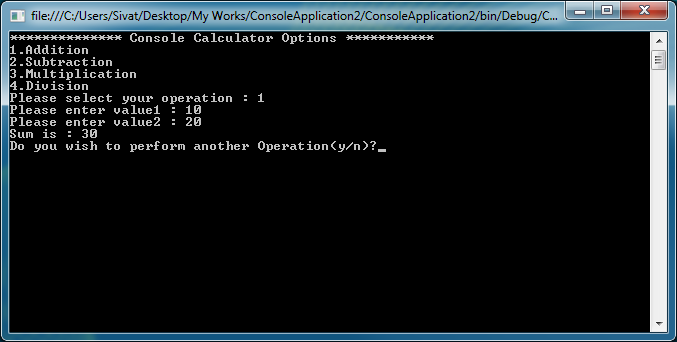 file:///C:/Users/Sivat/Desktop/My Works/ConsoleApplication2/ConsoleApplication2/bin/Debug/C...
************** Console Calculator Options ***********
1.Addition
2.Subtraction
3.Multiplication
4.Division
Please select your operation : 1
Please enter value1 : 10
Please enter value2 : 20
Sum is : 30
Do you wish to perform another Operation(y/n)?_